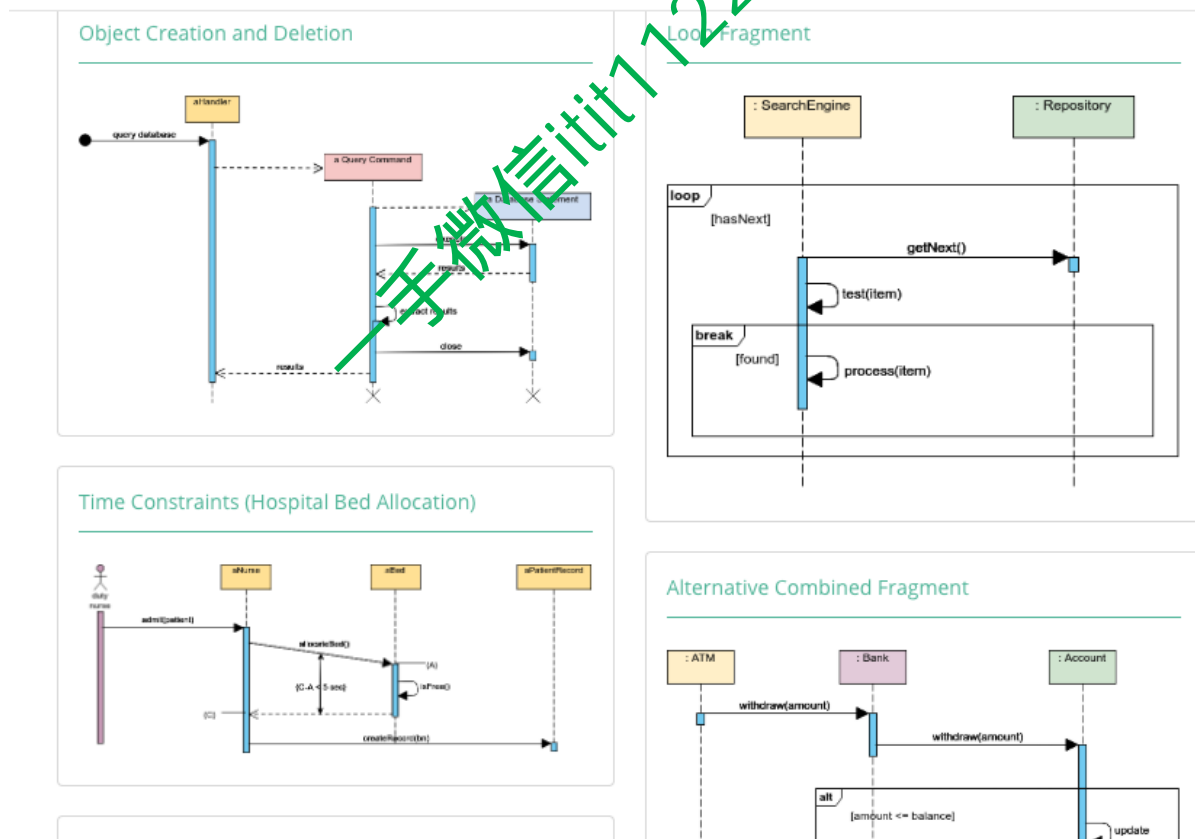 Object Creation and Deletion
aHandler
query database
a Query Command
results
extract results
close
results
Time Constraints (Hospital Bed Allocation)
duty
nurse
aNurse
aBed
aPatientRecord
admit(patient)
allocateBed()
{A}
{C-A < 5 sec}
isFree()
{C}
createRecord(bn)
Loop Fragment
: SearchEngine
: Repository
loop
[hasNext]
getNext()
test(item)
break
[found]
process(item)
Alternative Combined Fragment
: ATM
: Bank
: Account
withdraw(amount)
withdraw(amount)
alt
[amount <= balance]
update
一手微信itit112